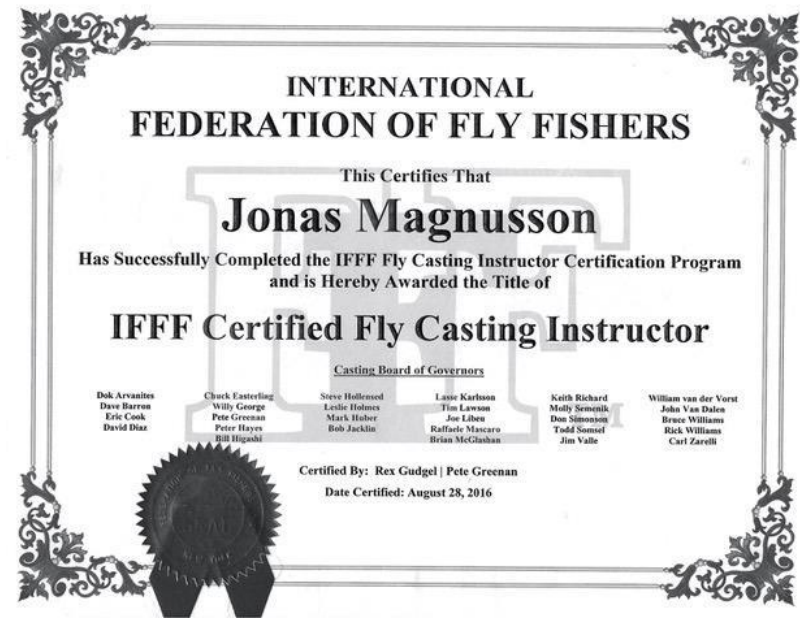 INTERNATIONAL
FEDERATION OF FLY FISHERS
This Certifies That
Jonas Magnusson
Has Successfully Completed the IFFF Fly Casting Instructor Certification Program
and is Hereby Awarded the Title of
IFFF Certified Fly Casting Instructor
Casting Board of Governors
Dok Arvanites
Dave Barron
Eric Cook
David Diaz
Chuck Easterling
Willy George
Pete Greenan
Peter Hayes
Bill Higashi
Steve Hollensed
Leslie Holmes
Mark Huber
Bob Jacklin
Lasse Karlsson
Tim Lawson
Joe Libeu
Raffaele Mascaro
Brian McGlashan
Keith Richard
Molly Semenik
Don Simonson
Todd Somsel
Jim Valle
William van der Vorst
John Van Dalen
Bruce Williams
Rick Williams
Carl Zarelli
Certified By: Rex Gudgel | Pete Greenan
Date Certified: August 28, 2016